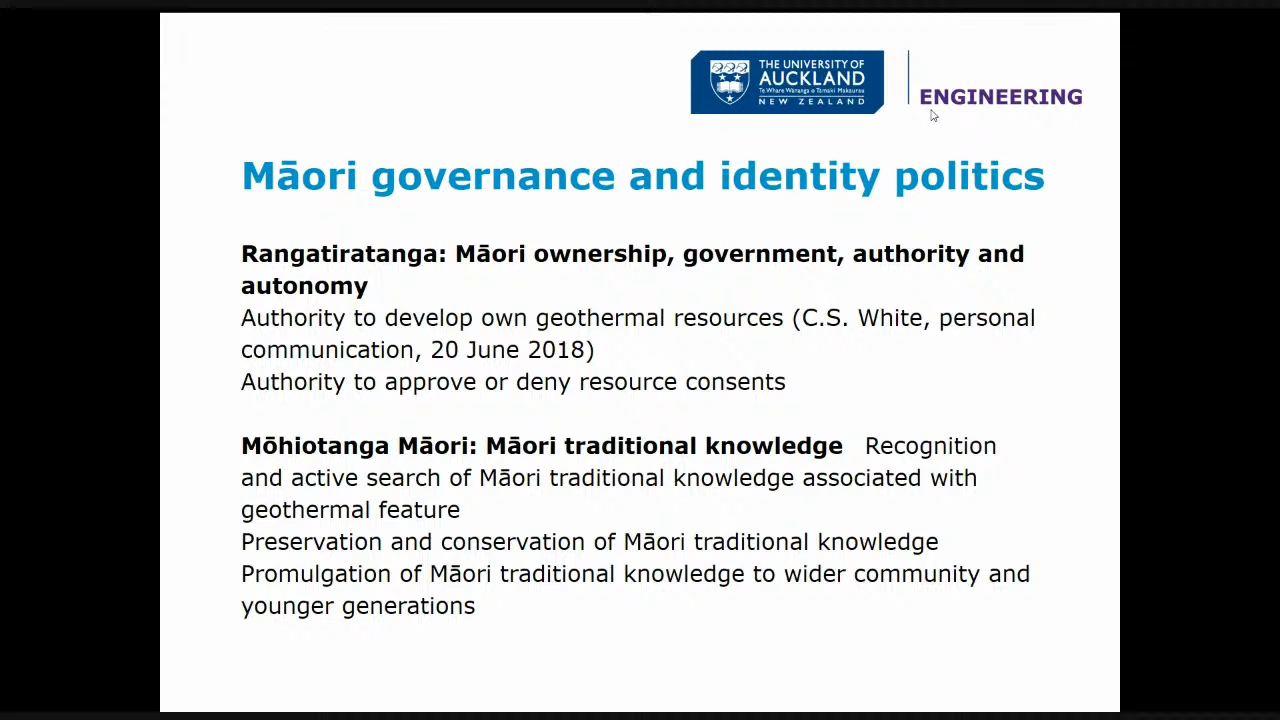 THE UNIVERSITY OF
AUCKLAND
Te Whare Wānanga o Tāmaki Makaurau
NEW ZEALAND
ENGINEERING
Māori governance and identity politics
Rangatiratanga: Māori ownership, government, authority and
autonomy
Authority to develop own geothermal resources (C.S. White, personal
communication, 20 June 2018)
Authority to approve or deny resource consents
Mōhiotanga Māori: Māori traditional knowledge Recognition
and active search of Māori traditional knowledge associated with
geothermal feature
Preservation and conservation of Māori traditional knowledge
Promulgation of Māori traditional knowledge to wider community and
younger generations